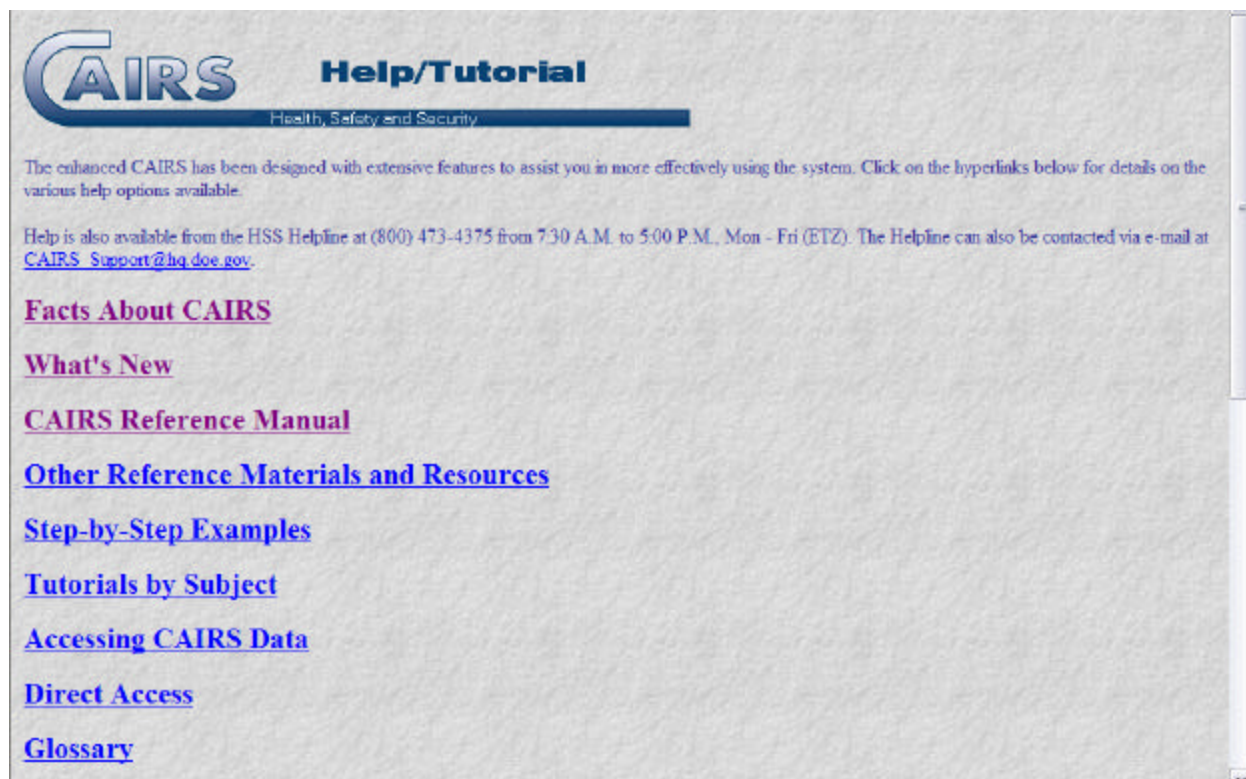 CAIRS Help/Tutorial
Health, Safety and Security
The enhanced CAIRS has been designed with extensive features to assist you in more effectively using the system. Click on the hyperlinks below for details on the
various help options available.
Help is also available from the HSS Helpline at (800) 473-4375 from 7:30 A.M. to 5:00 P.M., Mon - Fri (ETZ). The Helpline can also be contacted via e-mail at
CAIRS_Support@hq.doe.gov.
Facts About CAIRS
What's New
CAIRS Reference Manual
Other Reference Materials and Resources
Step-by-Step Examples
Tutorials by Subject
Accessing CAIRS Data
Direct Access
Glossary